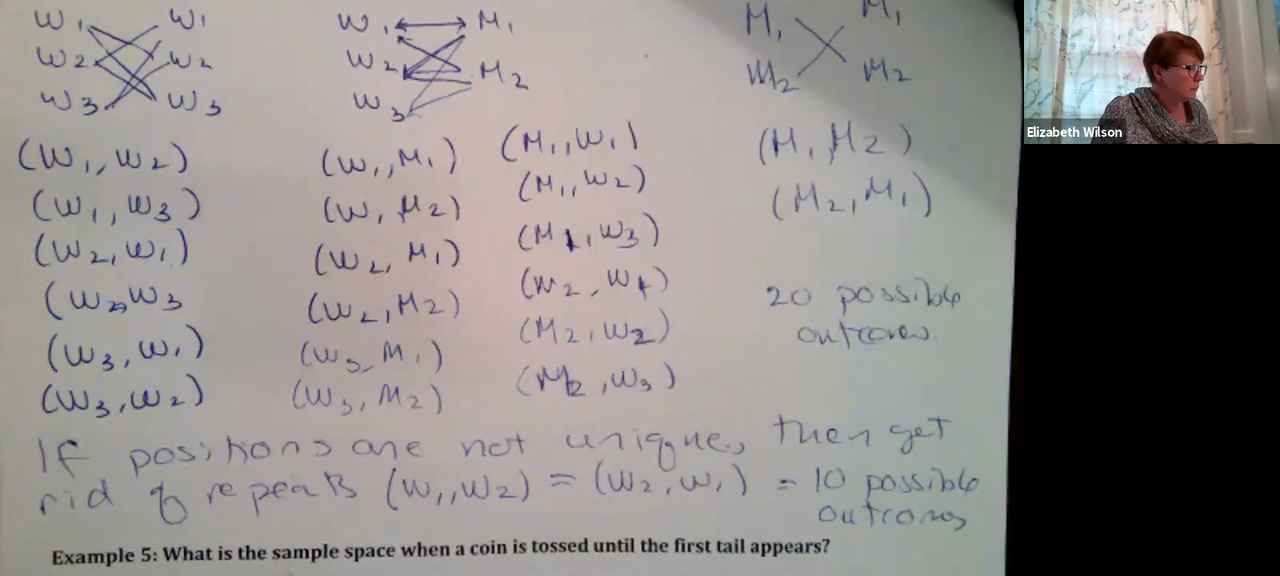 W1 W1 W1 M1 M1 M1
W2 W2 W2 M2 M2 M2
W3 W3 W3
Elizabeth Wilson
(W1, W2) (W1, M1) (M1, W1) (M1, M2)
(W1, W3) (W1 M2) (M1, W2) (M2, M1)
(W2, W1) (W2, M1) (M1, W3)
(W2, W3 (W2, M2) (M2, W1) 20 possible
(W3, W1) (W3, M1) (M2, W2) outcomes
(W3, W2) (W3, M2) (M2, W3)
If positions are not unique, then get
rid of repeats (W1, W2) = (W2, W1) = 10 possible
outcomes
Example 5: What is the sample space when a coin is tossed until the first tail appears?